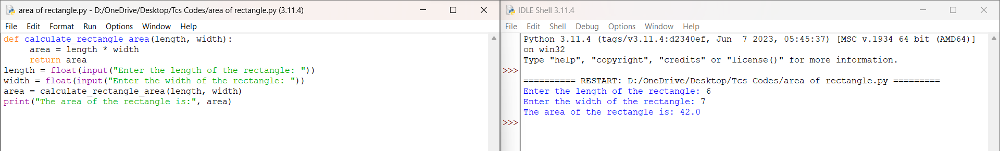 area of rectangle.py - D:/OneDrive/Desktop/Tcs Codes/area of rectangle.py (3.11.4)
File Edit Format Run Options Window Help
def calculate_rectangle_area(length, width):
     area = length * width
     return area
length = float(input("Enter the length of the rectangle: "))
width = float(input("Enter the width of the rectangle: "))
area = calculate_rectangle_area(length, width)
print("The area of the rectangle is:", area)
IDLE Shell 3.11.4
File Edit Shell Debug Options Window Help
Python 3.11.4 (tags/v3.11.4:d2340ef, Jun  7 2023, 05:45:37) [MSC v.1934 64 bit (AMD64)]
on win32
Type "help", "copyright", "credits" or "license()" for more information.
>>>
========== RESTART: D:/OneDrive/Desktop/Tcs Codes/area of rectangle.py =========
Enter the length of the rectangle: 6
Enter the width of the rectangle: 7
The area of the rectangle is: 42.0
>>>